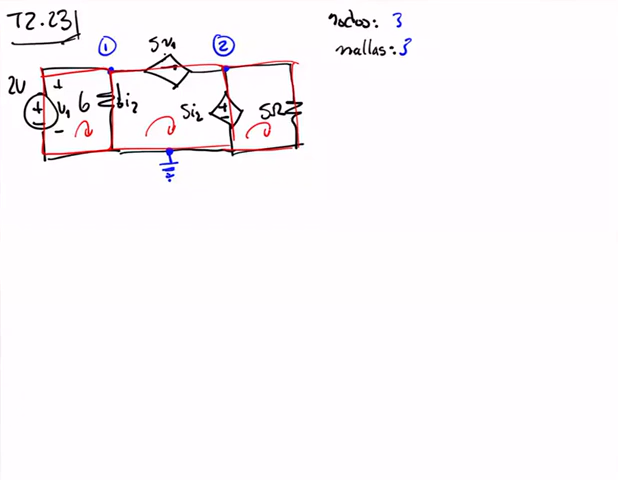 T2.23
nodos: 3
mallas: 3
① 5v₁ ②
2V + v₁ - 6 i₂ 5i₂ 5Ω